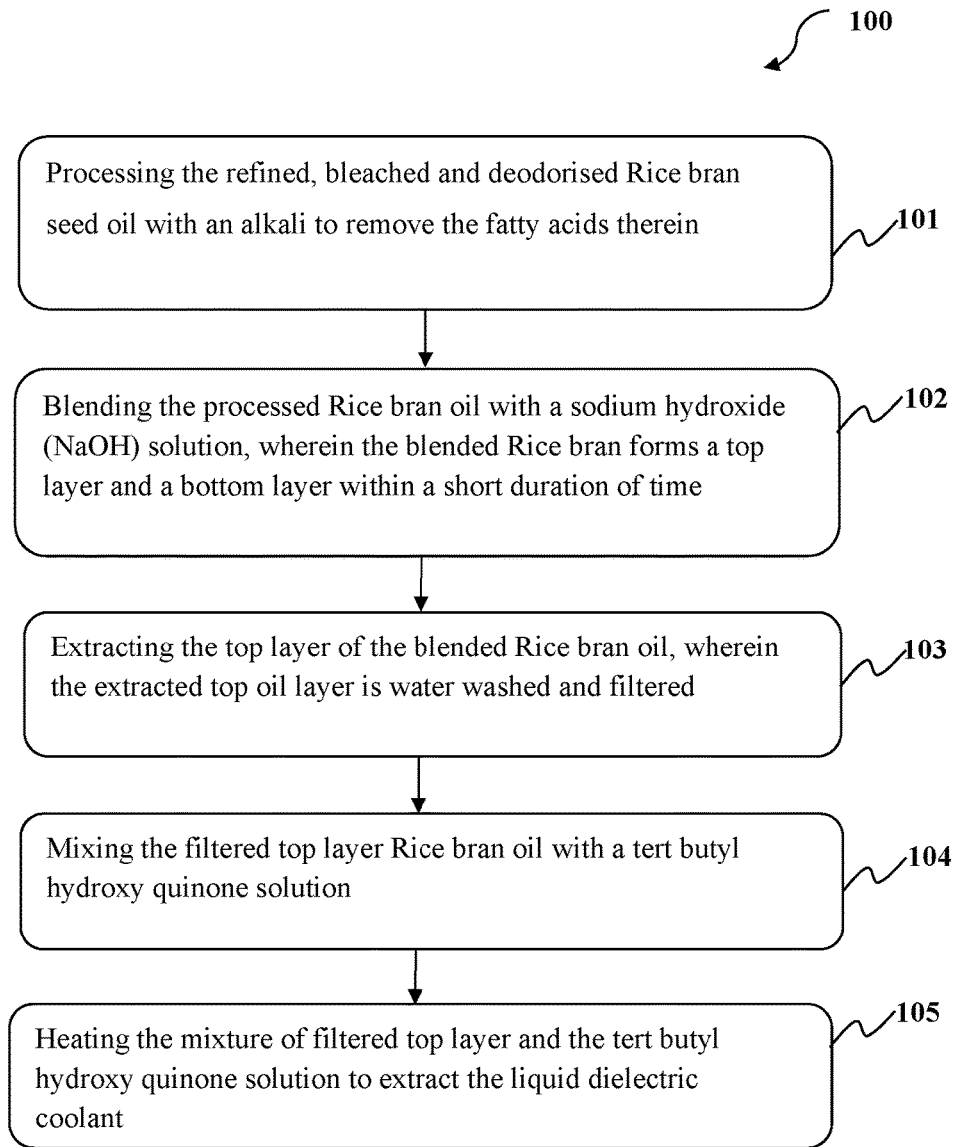 100
Processing the refined, bleached and deodorised Rice bran
seed oil with an alkali to remove the fatty acids therein
101
Blending the processed Rice bran oil with a sodium hydroxide
(NaOH) solution, wherein the blended Rice bran forms a top
layer and a bottom layer within a short duration of time
102
Extracting the top layer of the blended Rice bran oil, wherein
the extracted top oil layer is water washed and filtered
103
Mixing the filtered top layer Rice bran oil with a tert butyl
hydroxy quinone solution
104
Heating the mixture of filtered top layer and the tert butyl
hydroxy quinone solution to extract the liquid dielectric
coolant
105